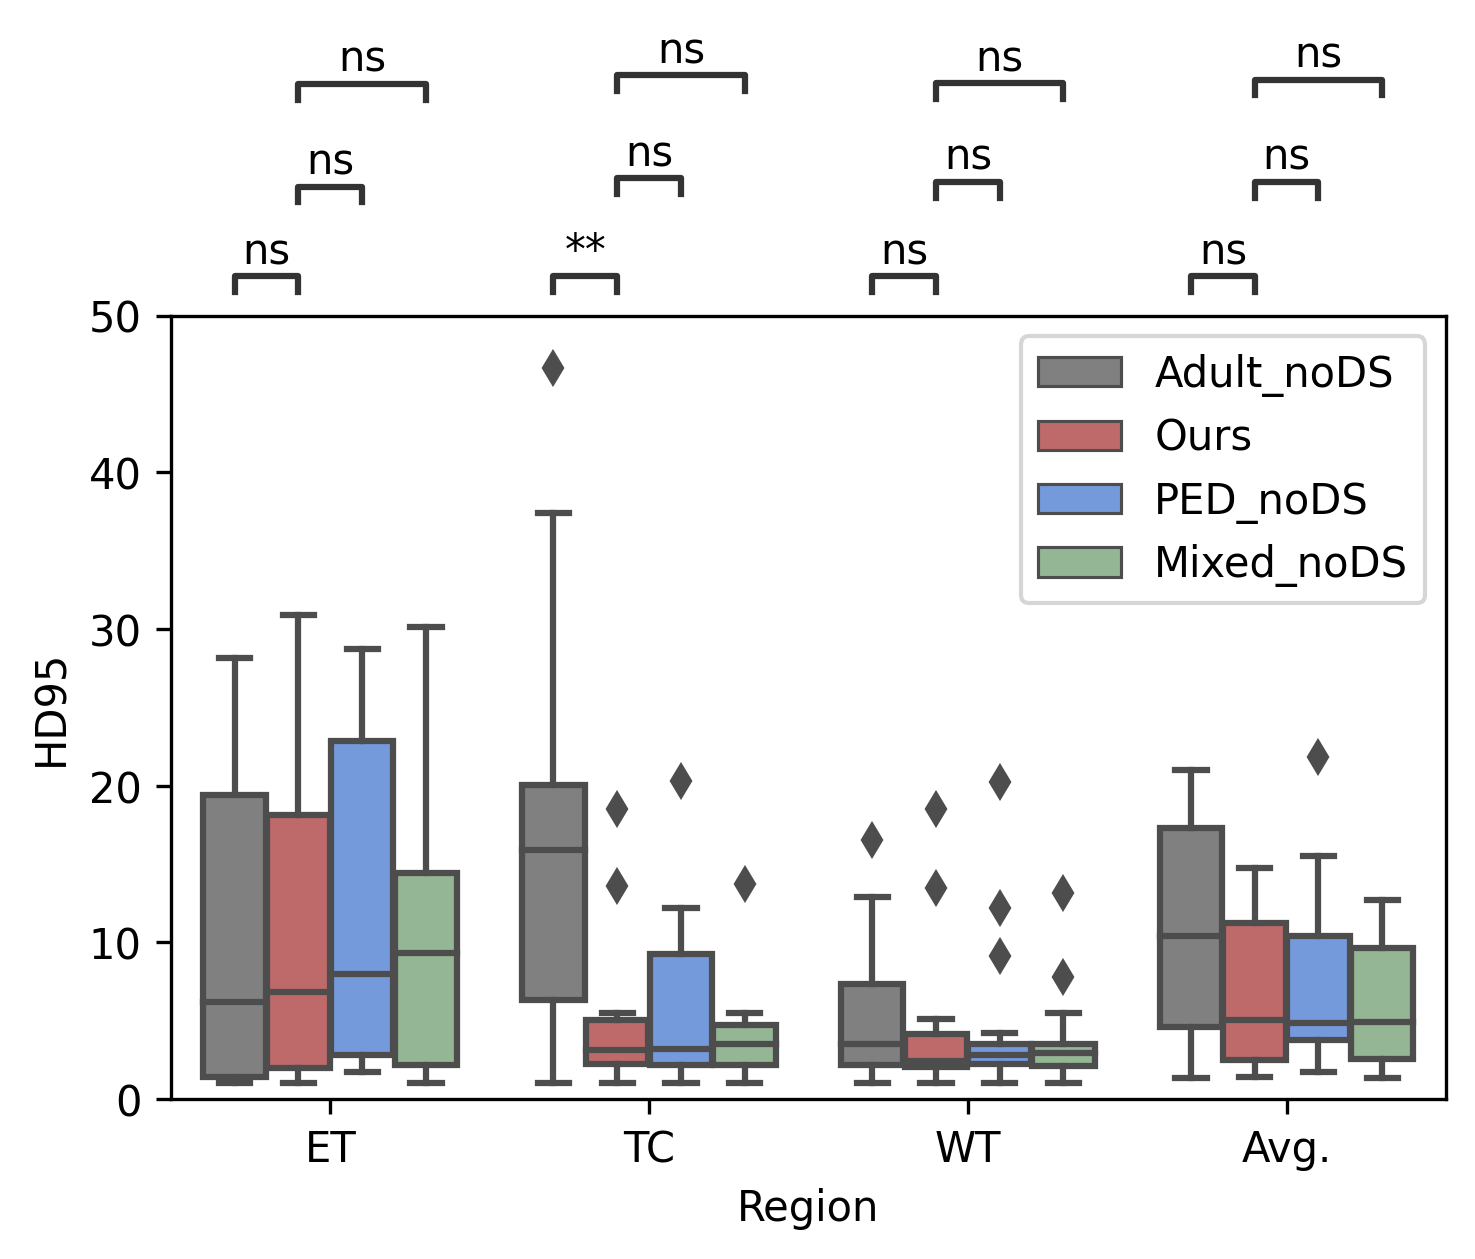 ns ns ns ns
ns ns ns ns
ns ** ns ns
50
40
30
20
10
0
HD95
Adult_noDS
Ours
PED_noDS
Mixed_noDS
ET TC WT Avg.
Region